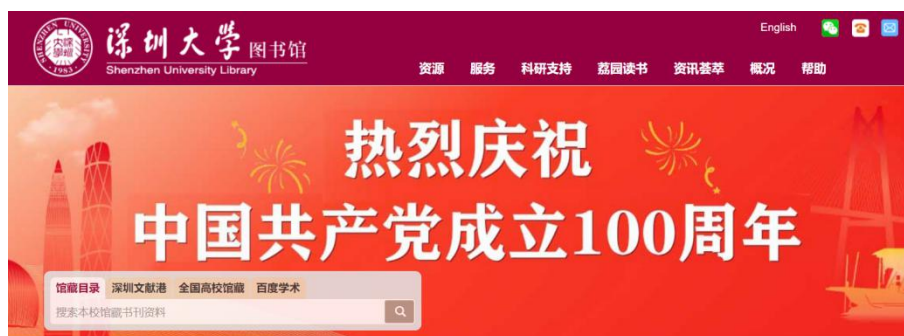 English
深圳大学图书馆
Shenzhen University Library
资源 服务 科研支持 荔园读书 资讯荟萃 概况 帮助
热烈庆祝
中国共产党成立100周年
馆藏目录 深圳文献港 全国高校馆藏 百度学术
搜索本校馆藏书刊资料